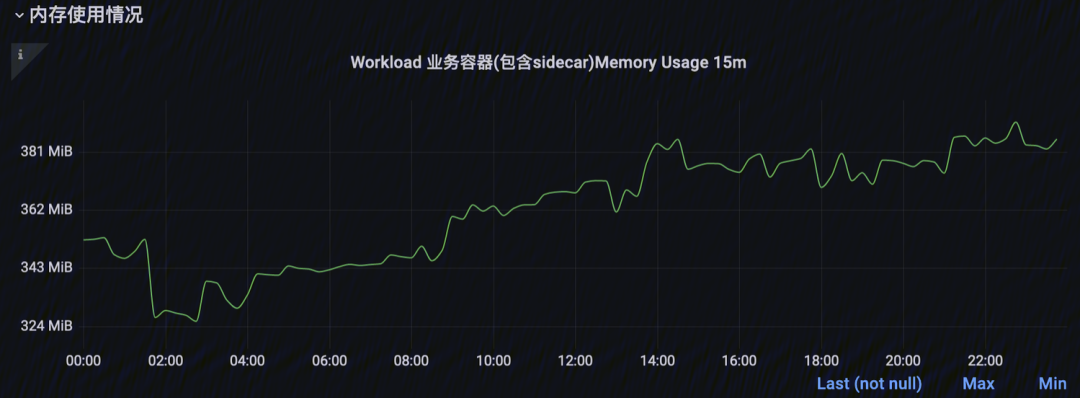 内存使用情况
i
Workload 业务容器(包含sidecar)Memory Usage 15m
381 MiB
362 MiB
343 MiB
324 MiB
00:00 02:00 04:00 06:00 08:00 10:00 12:00 14:00 16:00 18:00 20:00 22:00
Last (not null) Max Min